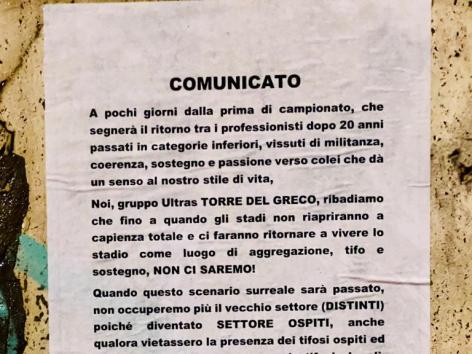 COMUNICATO
A pochi giorni dalla prima di campionato, che
segnerà il ritorno tra i professionisti dopo 20 anni
passati in categorie inferiori, vissuti di militanza,
coerenza, sostegno e passione verso colei che dà
un senso al nostro stile di vita,
Noi, gruppo Ultras TORRE DEL GRECO, ribadiamo
che fino a quando gli stadi non riapriranno a
capienza totale e ci faranno ritornare a vivere lo
stadio come luogo di aggregazione, tifo e
sostegno, NON CI SAREMO!
Quando questo scenario surreale sarà passato,
non occuperemo più il vecchio settore (DISTINTI)
poiché diventato SETTORE OSPITI, anche
qualora vietassero la presenza dei tifosi ospiti ed